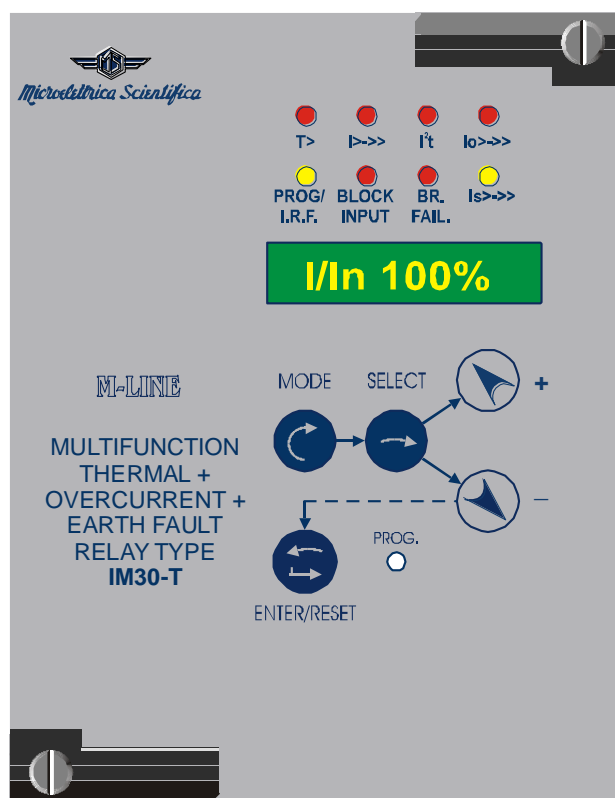 MS
Microelettrica Scientifica
T> I>->> I²t Io>->>
PROG/ BLOCK BR. Is>->>
I.R.F. INPUT FAIL.
I/In 100%
M-LINE MODE SELECT +
MULTIFUNCTION
THERMAL +
OVERCURRENT + −
EARTH FAULT
RELAY TYPE PROG.
IM30-T
ENTER/RESET